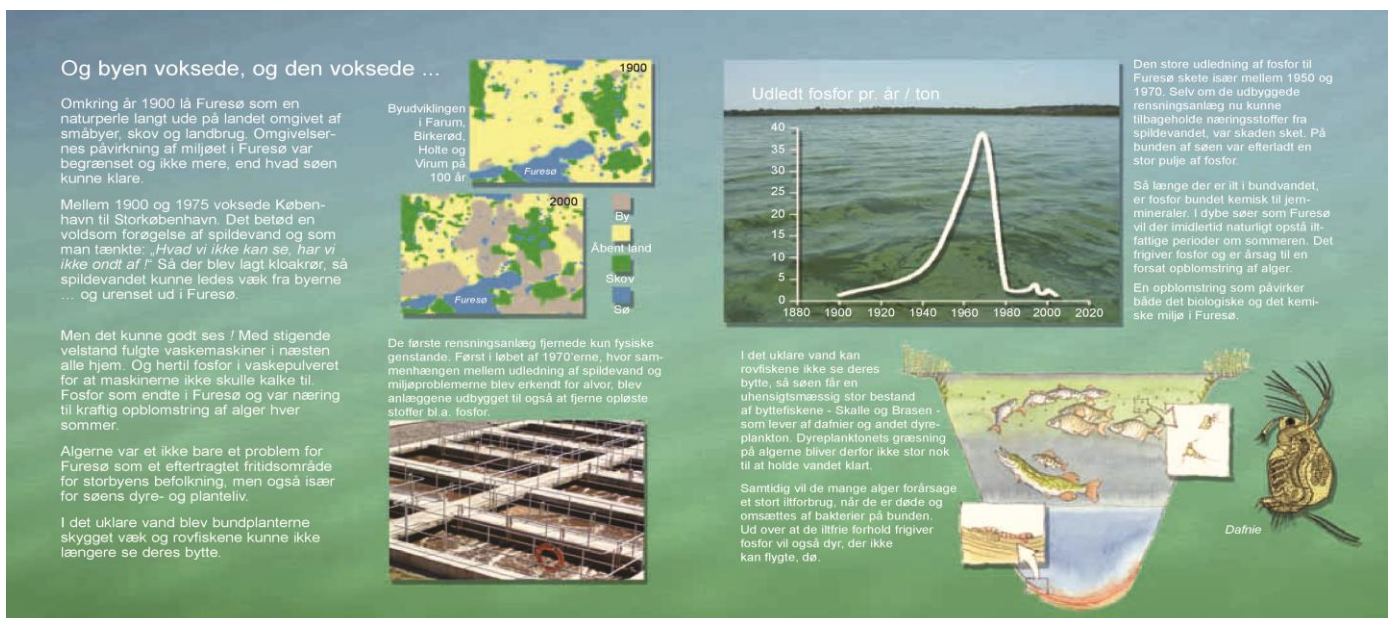 Og byen voksede, og den voksede ...
Omkring år 1900 lå Furesø som en
naturperle langt ude på landet omgivet af
småbyer, skov og landbrug. Omgivelser-
nes påvirkning af miljøet i Furesø var
begrænset og ikke mere, end hvad søen
kunne klare.
Mellem 1900 og 1975 voksede Køben-
havn til Storkøbenhavn. Det betød en
voldsom forøgelse af spildevand og som
man tænkte: „Hvad vi ikke kan se, har vi
ikke ondt af !“ Så der blev lagt kloakrør, så
spildevandet kunne ledes væk fra byerne
... og urenset ud i Furesø.
Men det kunne godt ses ! Med stigende
velstand fulgte vaskemaskiner i næsten
alle hjem. Og hertil fosfor i vaskepulveret
for at maskinerne ikke skulle kalke til.
Fosfor som endte i Furesø og var næring
til kraftig opblomstring af alger hver
sommer.
Algerne var et ikke bare et problem for
Furesø som et eftertragtet fritidsområde
for storbyens befolkning, men også især
for søens dyre- og planteliv.
I det uklare vand blev bundplanterne
skygget væk og rovfiskene kunne ikke
længere se deres bytte.
Byudviklingen
i Farum,
Birkerød,
Holte og
Virum på
100 år
1900
Furesø
2000
Furesø
By
Åbent land
Skov
Sø
De første rensningsanlæg fjernede kun fysiske
genstande. Først i løbet af 1970'erne, hvor sam-
menhængen mellem udledning af spildevand og
miljøproblemerne blev erkendt for alvor, blev
anlæggene udbygget til også at fjerne opløste
stoffer bl.a. fosfor.
Udledt fosfor pr. år / ton
40
35
30
25
20
15
10
5
0
1880 1900 1920 1940 1960 1980 2000 2020
Den store udledning af fosfor til
Furesø skete især mellem 1950 og
1970. Selv om de udbyggede
rensningsanlæg nu kunne
tilbageholde næringsstoffer fra
spildevandet, var skaden sket. På
bunden af søen var efterladt en
stor pulje af fosfor.
Så længe der er ilt i bundvandet,
er fosfor bundet kemisk til jern-
mineraler. I dybe søer som Furesø
vil der imidlertid naturligt opstå ilt-
fattige perioder om sommeren. Det
frigiver fosfor og er årsag til en
forsat opblomstring af alger.
En opblomstring som påvirker
både det biologiske og det kemi-
ske miljø i Furesø.
I det uklare vand kan
rovfiskene ikke se deres
bytte, så søen får en
uhensigtsmæssig stor bestand
af byttefiskene - Skalle og Brasen -
som lever af dafnier og andet dyre-
plankton. Dyreplanktonets græsning
på algerne bliver derfor ikke stor nok
til at holde vandet klart.
Samtidig vil de mange alger forårsage
et stort iltforbrug, når de er døde og
omsættes af bakterier på bunden.
Ud over at de iltfrie forhold frigiver
fosfor vil også dyr, der ikke
kan flygte, dø.
Dafnie